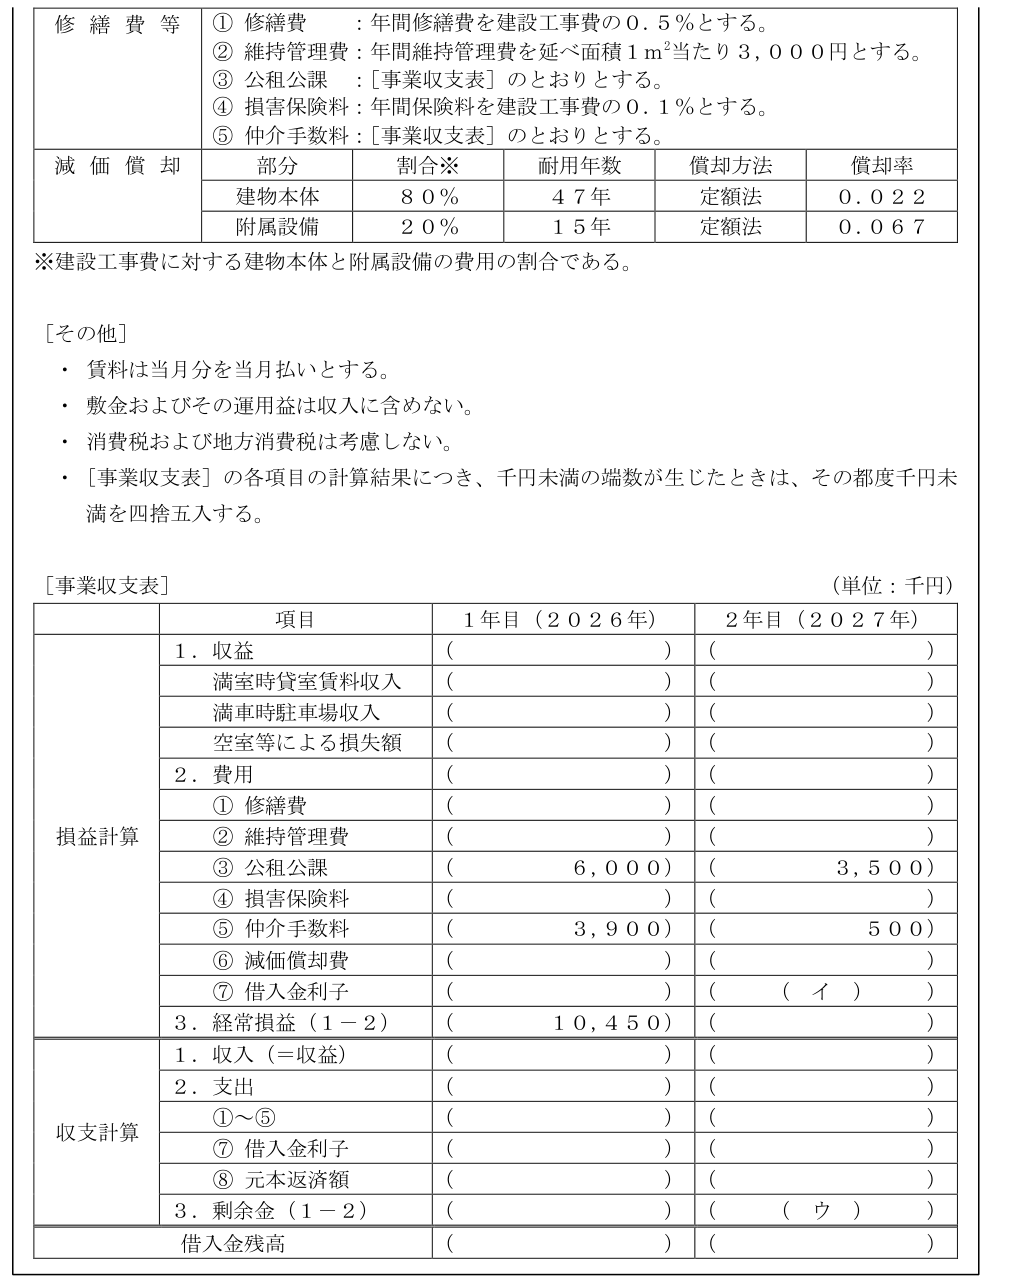 修繕費等 ① 修繕費　　：年間修繕費を建設工事費の０．５％とする。
② 維持管理費：年間維持管理費を延べ面積１m²当たり３，０００円とする。
③ 公租公課　：［事業収支表］のとおりとする。
④ 損害保険料：年間保険料を建設工事費の０．１％とする。
⑤ 仲介手数料：［事業収支表］のとおりとする。
減価償却 部分 割合※ 耐用年数 償却方法 償却率
建物本体 ８０％ ４７年 定額法 ０．０２２
附属設備 ２０％ １５年 定額法 ０．０６７
※建設工事費に対する建物本体と附属設備の費用の割合である。
［その他］
・ 賃料は当月分を当月払いとする。
・ 敷金およびその運用益は収入に含めない。
・ 消費税および地方消費税は考慮しない。
・ ［事業収支表］の各項目の計算結果につき、千円未満の端数が生じたときは、その都度千円未
満を四捨五入する。
［事業収支表］ （単位：千円）
項目 １年目（２０２６年） ２年目（２０２７年）
損益計算 １．収益 （　） （　）
満室時貸室賃料収入 （　） （　）
満車時駐車場収入 （　） （　）
空室等による損失額 （　） （　）
２．費用 （　） （　）
① 修繕費 （　） （　）
② 維持管理費 （　） （　）
③ 公租公課 （　６，０００） （　３，５００）
④ 損害保険料 （　） （　）
⑤ 仲介手数料 （　３，９００） （　５００）
⑥ 減価償却費 （　） （　）
⑦ 借入金利子 （　） （　（　イ　）　）
３．経常損益（１－２） （　１０，４５０） （　）
収支計算 １．収入（＝収益） （　） （　）
２．支出 （　） （　）
①～⑤ （　） （　）
⑦ 借入金利子 （　） （　）
⑧ 元本返済額 （　） （　）
３．剰余金（１－２） （　） （　（　ウ　）　）
借入金残高 （　） （　）